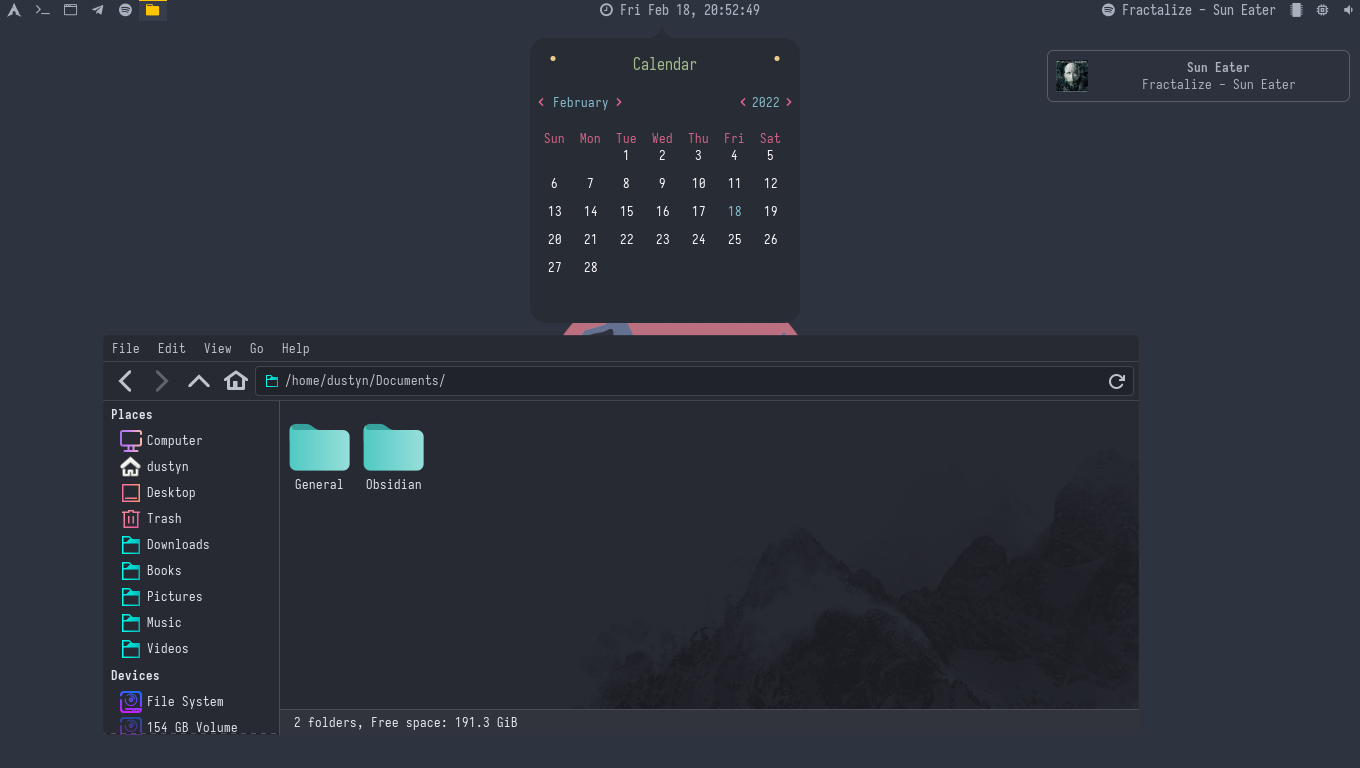 Fri Feb 18, 20:52:49
Fractalize - Sun Eater
Calendar
February
2022
Sun Mon Tue Wed Thu Fri Sat
1 2 3 4 5
6 7 8 9 10 11 12
13 14 15 16 17 18 19
20 21 22 23 24 25 26
27 28
Sun Eater
Fractalize - Sun Eater
File Edit View Go Help
/home/dustyn/Documents/
Places
Computer
dustyn
Desktop
Trash
Downloads
Books
Pictures
Music
Videos
Devices
File System
154 GB Volume
General
Obsidian
2 folders, Free space: 191.3 GiB